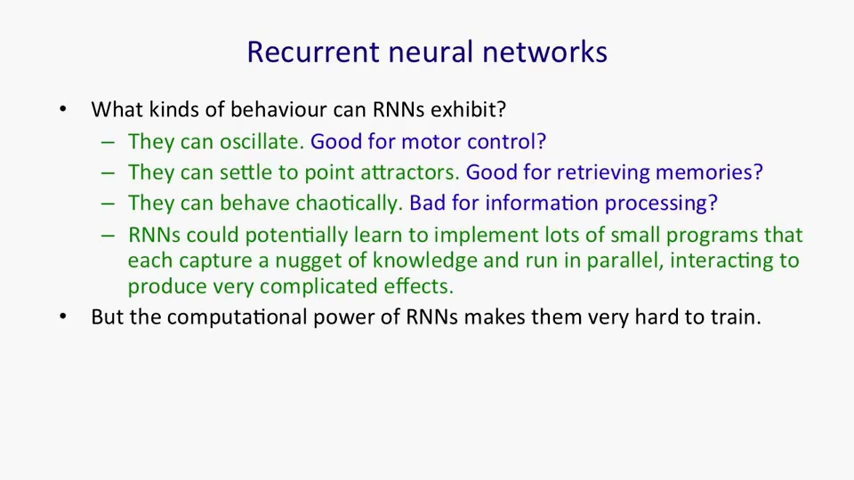 Recurrent neural networks
• What kinds of behaviour can RNNs exhibit?
– They can oscillate. Good for motor control?
– They can settle to point attractors. Good for retrieving memories?
– They can behave chaotically. Bad for information processing?
– RNNs could potentially learn to implement lots of small programs that
each capture a nugget of knowledge and run in parallel, interacting to
produce very complicated effects.
• But the computational power of RNNs makes them very hard to train.